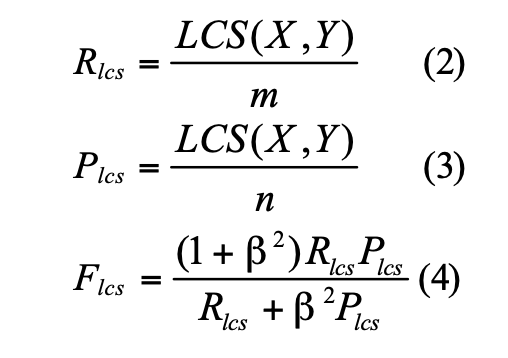 R_lcs = LCS(X,Y) / m (2)
P_lcs = LCS(X,Y) / n (3)
F_lcs = (1 + β²)R_lcs P_lcs / R_lcs + β² P_lcs (4)